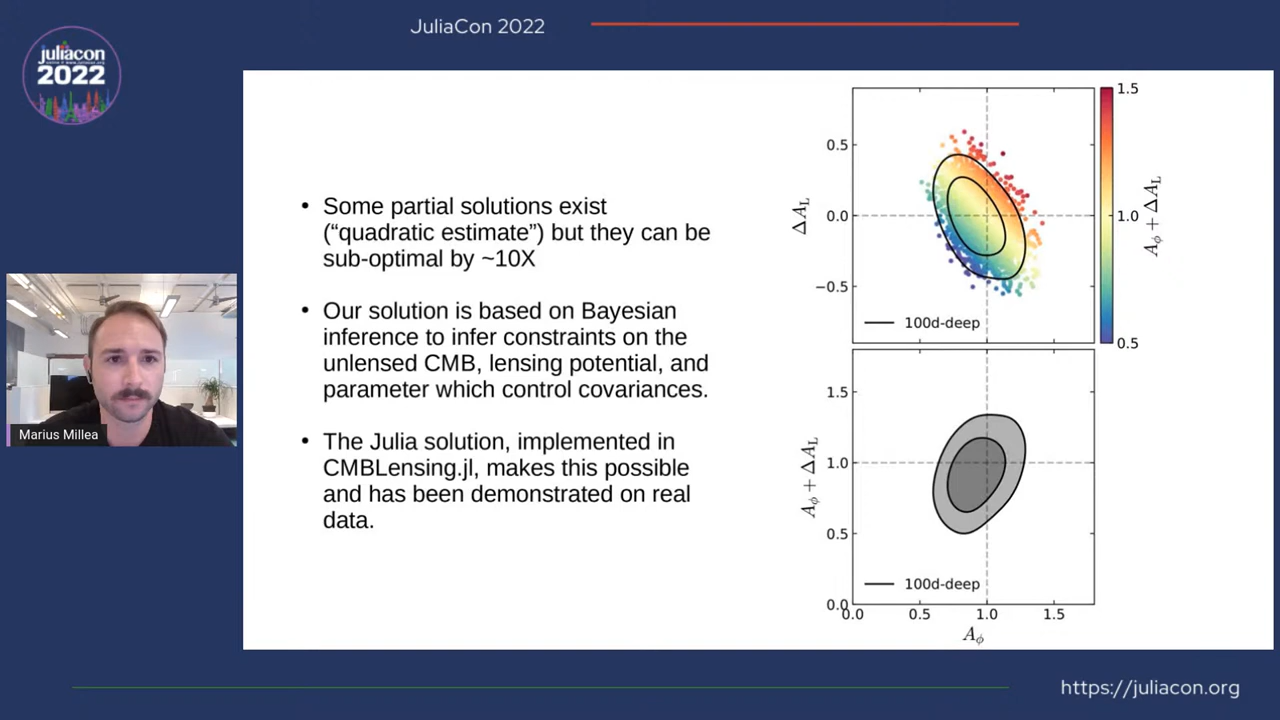 JuliaCon 2022
juliacon
2022
• Some partial solutions exist
(“quadratic estimate”) but they can be
sub-optimal by ~10X
• Our solution is based on Bayesian
inference to infer constraints on the
unlensed CMB, lensing potential, and
parameter which control covariances.
• The Julia solution, implemented in
CMBLensing.jl, makes this possible
and has been demonstrated on real
data.
Marius Millea
0.5
0.0
−0.5
ΔA_L
100d-deep
1.5
1.0
0.5
A_ϕ + ΔA_L
1.5
1.0
0.5
0.0
A_ϕ + ΔA_L
100d-deep
0.0 0.5 1.0 1.5
A_ϕ
https://juliacon.org